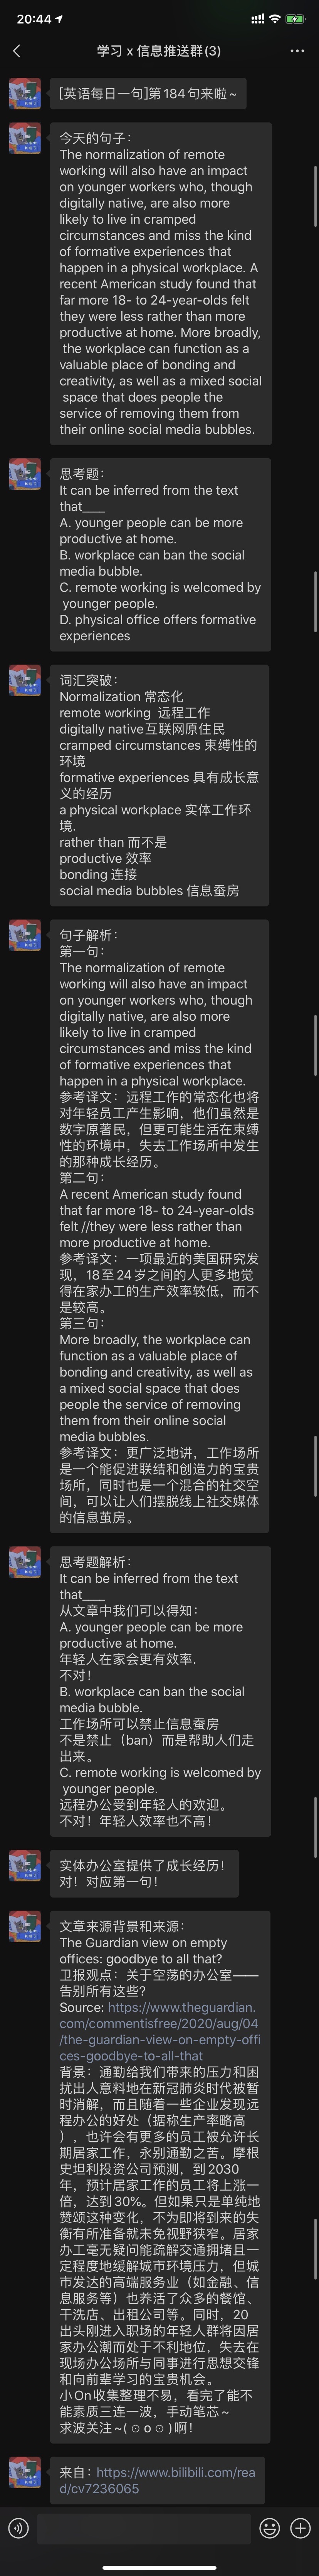 20:44
学习 x 信息推送群(3)
[英语每日一句]第184句来啦~
今天的句子：
The normalization of remote
working will also have an impact
on younger workers who, though
digitally native, are also more
likely to live in cramped
circumstances and miss the kind
of formative experiences that
happen in a physical workplace. A
recent American study found that
far more 18- to 24-year-olds felt
they were less rather than more
productive at home. More broadly,
the workplace can function as a
valuable place of bonding and
creativity, as well as a mixed social
space that does people the
service of removing them from
their online social media bubbles.
思考题：
It can be inferred from the text
that____
A. younger people can be more
productive at home.
B. workplace can ban the social
media bubble.
C. remote working is welcomed by
younger people.
D. physical office offers formative
experiences
词汇突破：
Normalization 常态化
remote working 远程工作
digitally native互联网原住民
cramped circumstances 束缚性的
环境
formative experiences 具有成长意
义的经历
a physical workplace 实体工作环
境.
rather than 而不是
productive 效率
bonding 连接
social media bubbles 信息蚕房
句子解析：
第一句：
The normalization of remote
working will also have an impact
on younger workers who, though
digitally native, are also more
likely to live in cramped
circumstances and miss the kind
of formative experiences that
happen in a physical workplace.
参考译文：远程工作的常态化也将
对年轻员工产生影响，他们虽然是
数字原著民，但更可能生活在束缚
性的环境中，失去工作场所中发生
的那种成长经历。
第二句：
A recent American study found
that far more 18- to 24-year-olds
felt //they were less rather than
more productive at home.
参考译文：一项最近的美国研究发
现，18至24岁之间的人更多地觉
得在家办工的生产效率较低，而不
是较高。
第三句：
More broadly, the workplace can
function as a valuable place of
bonding and creativity, as well as
a mixed social space that does
people the service of removing
them from their online social
media bubbles.
参考译文：更广泛地讲，工作场所
是一个能促进联结和创造力的宝贵
场所，同时也是一个混合的社交空
间，可以让人们摆脱线上社交媒体
的信息茧房。
思考题解析：
It can be inferred from the text
that____
从文章中我们可以得知：
A. younger people can be more
productive at home.
年轻人在家会更有效率.
不对！
B. workplace can ban the social
media bubble.
工作场所可以禁止信息蚕房
不是禁止（ban）而是帮助人们走
出来。
C. remote working is welcomed by
younger people.
远程办公受到年轻人的欢迎。
不对！年轻人效率也不高！
实体办公室提供了成长经历！
对！对应第一句！
文章来源背景和来源：
The Guardian view on empty
offices: goodbye to all that?
卫报观点：关于空荡的办公室——
告别所有这些?
Source: https://www.theguardian.
com/commentisfree/2020/aug/04
/the-guardian-view-on-empty-offi
ces-goodbye-to-all-that
背景：通勤给我们带来的压力和困
扰出人意料地在新冠肺炎时代被暂
时消解，而且随着一些企业发现远
程办公的好处（据称生产率略高
），也许会有更多的员工被允许长
期居家工作，永别通勤之苦。摩根
史坦利投资公司预测，到2030
年，预计居家工作的员工将上涨一
倍，达到30%。但如果只是单纯地
赞颂这种变化，不为即将到来的失
衡有所准备就未免视野狭窄。居家
办工毫无疑问能疏解交通拥堵且一
定程度地缓解城市环境压力，但城
市发达的高端服务业（如金融、信
息服务等）也养活了众多的餐馆、
干洗店、出租公司等。同时，20
出头刚进入职场的年轻人群将因居
家办公潮而处于不利地位，失去在
现场办公场所与同事进行思想交锋
和向前辈学习的宝贵机会。
小On收集整理不易，看完了能不
能素质三连一波，手动笔芯~
求波关注~(⊙o⊙)啊！
来自：https://www.bilibili.com/rea
d/cv7236065